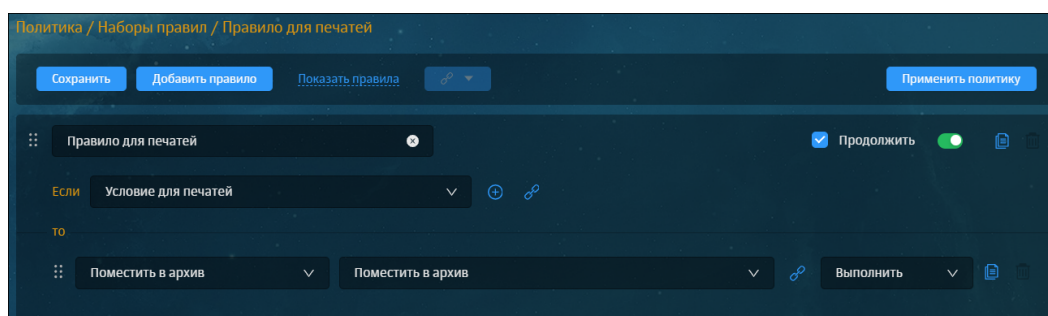 Политика / Наборы правил / Правило для печатей
Сохранить Добавить правило Показать правила Применить политику
Правило для печатей Продолжить
Если Условие для печатей
то
Поместить в архив Поместить в архив Выполнить